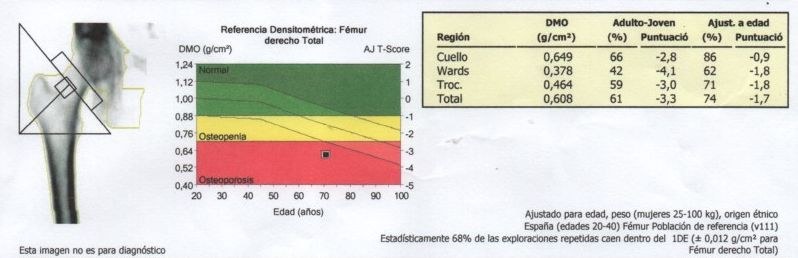 Referencia Densitométrica: Fémur
derecho Total
DMO (g/cm²) AJ T-Score
1,24 2
Normal
1,12 1
1,00 0
0,88 -1
Osteopenia
0,76 -2
0,64 -3
0,52 -4
Osteoporosis
0,40 -5
20 30 40 50 60 70 80 90 100
Edad (años)
DMO Adulto-Joven Ajust. a edad
Región (g/cm²) (%) Puntuació (%) Puntuació
Cuello 0,649 66 -2,8 86 -0,9
Wards 0,378 42 -4,1 62 -1,8
Troc. 0,464 59 -3,0 71 -1,8
Total 0,608 61 -3,3 74 -1,7
Ajustado para edad, peso (mujeres 25-100 kg), origen étnico
España (edades 20-40) Fémur Población de referencia (v111)
Estadísticamente 68% de las exploraciones repetidas caen dentro del 1DE (± 0,012 g/cm² para
Fémur derecho Total)
Esta imagen no es para diagnóstico